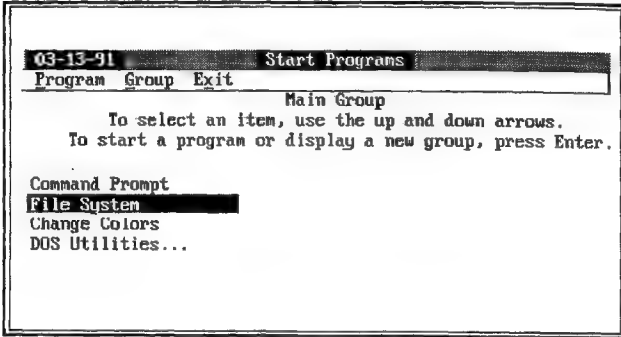 03-13-91 Start Programs
Program Group Exit
Main Group
To select an item, use the up and down arrows.
To start a program or display a new group, press Enter.
Command Prompt
File System
Change Colors
DOS Utilities...